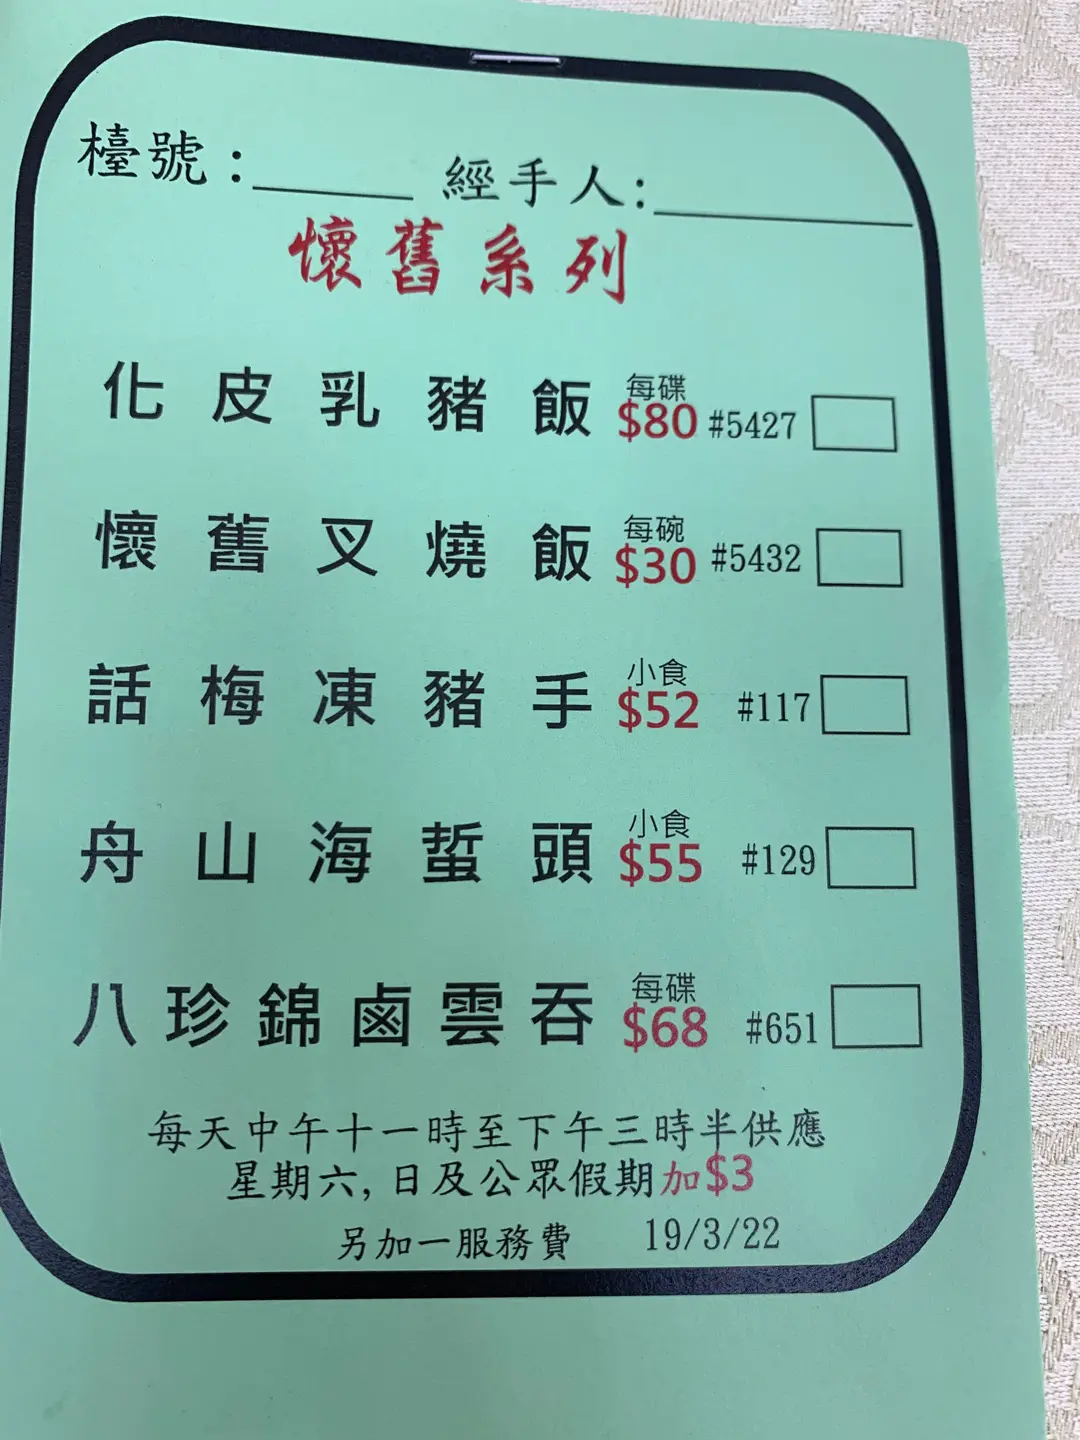 檯號：______ 經手人:______
懷舊系列
化皮乳豬飯 每碟 $80 #5427
懷舊叉燒飯 每碗 $30 #5432
話梅凍豬手 小食 $52 #117
舟山海蜇頭 小食 $55 #129
八珍錦鹵雲吞 每碟 $68 #651
每天中午十一時至下午三時半供應
星期六,日及公眾假期加$3
另加一服務費 19/3/22